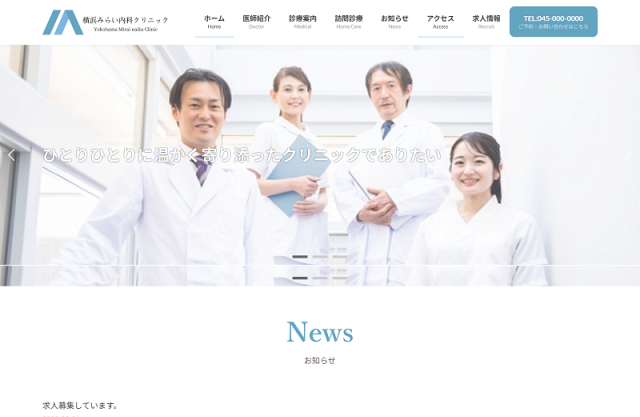 横浜みらい内科クリニック
Yokohama Mirai naika Clinic
ホーム
Home
医師紹介
Doctor
診療案内
Medical
訪問診療
Home Care
お知らせ
News
アクセス
Access
求人情報
Recruit
TEL:045-000-0000
ご予約・お問い合わせはこちら
ひとりひとりに温かく寄り添ったクリニックでありたい
News
お知らせ
求人募集しています。